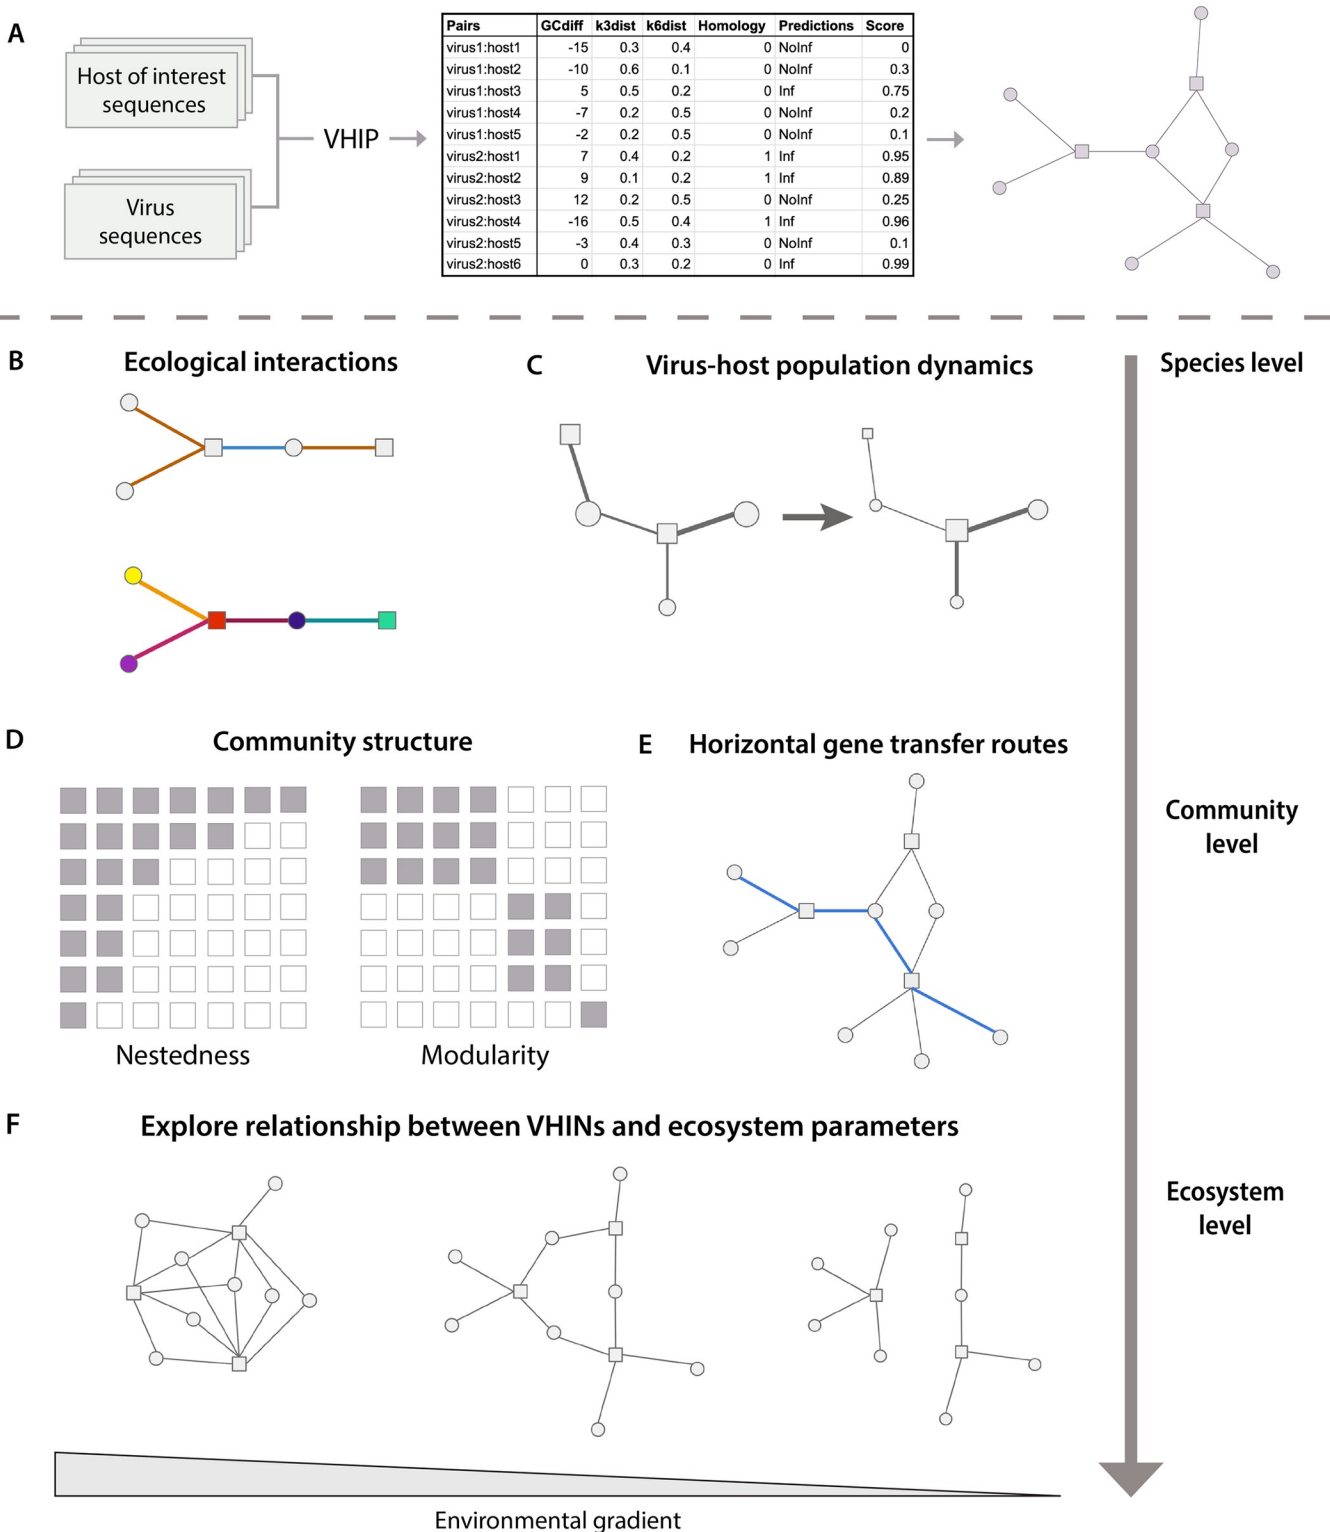 A
Host of interest
sequences
Virus
sequences
VHIP
Pairs GCdiff k3dist k6dist Homology Predictions Score
virus1:host1 -15 0.3 0.4 0 NoInf 0
virus1:host2 -10 0.6 0.1 0 NoInf 0.3
virus1:host3 5 0.5 0.2 0 Inf 0.75
virus1:host4 -7 0.2 0.5 0 NoInf 0.2
virus1:host5 -2 0.2 0.5 0 NoInf 0.1
virus2:host1 7 0.4 0.2 1 Inf 0.95
virus2:host2 9 0.1 0.2 1 Inf 0.89
virus2:host3 12 0.2 0.5 0 NoInf 0.25
virus2:host4 -16 0.5 0.4 1 Inf 0.96
virus2:host5 -3 0.4 0.3 0 NoInf 0.1
virus2:host6 0 0.3 0.2 0 Inf 0.99
B
Ecological interactions
C
Virus-host population dynamics
Species level
D
Community structure
Nestedness
Modularity
E
Horizontal gene transfer routes
Community
level
F
Explore relationship between VHINs and ecosystem parameters
Ecosystem
level
Environmental gradient